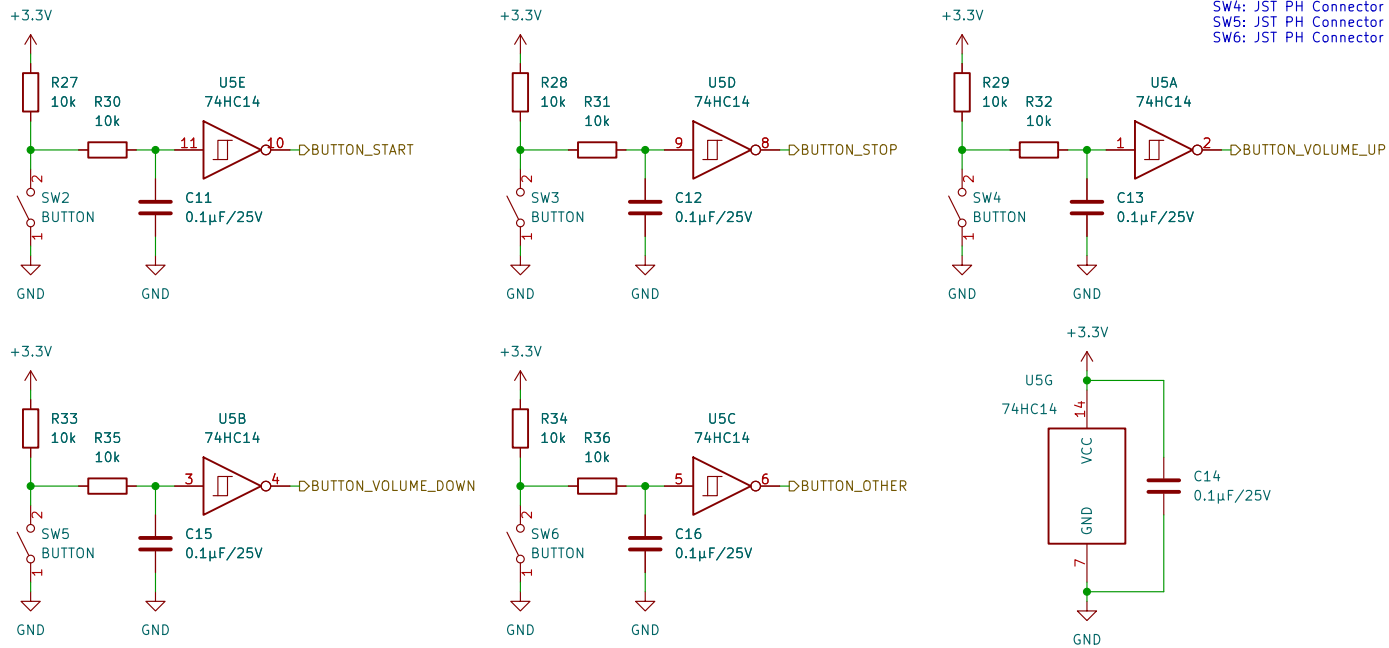 SW4: JST PH Connector
SW5: JST PH Connector
SW6: JST PH Connector
+3.3V
R27
10k
R30
10k
U5E
74HC14
11
10
BUTTON_START
2
SW2
BUTTON
1
C11
0.1µF/25V
GND
GND
+3.3V
R28
10k
R31
10k
U5D
74HC14
9
8
BUTTON_STOP
2
SW3
BUTTON
1
C12
0.1µF/25V
GND
GND
+3.3V
R29
10k
R32
10k
U5A
74HC14
1
2
BUTTON_VOLUME_UP
2
SW4
BUTTON
1
C13
0.1µF/25V
GND
GND
+3.3V
R33
10k
R35
10k
U5B
74HC14
3
4
BUTTON_VOLUME_DOWN
2
SW5
BUTTON
1
C15
0.1µF/25V
GND
GND
+3.3V
R34
10k
R36
10k
U5C
74HC14
5
6
BUTTON_OTHER
2
SW6
BUTTON
1
C16
0.1µF/25V
GND
GND
+3.3V
U5G
74HC14
14
VCC
GND
7
C14
0.1µF/25V
GND